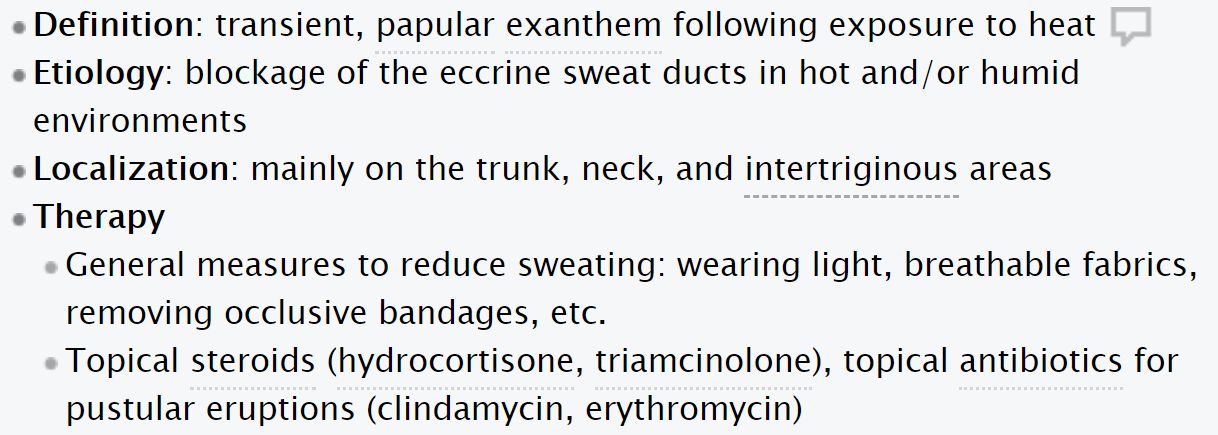 Definition: transient, papular exanthem following exposure to heat
Etiology: blockage of the eccrine sweat ducts in hot and/or humid
environments
Localization: mainly on the trunk, neck, and intertriginous areas
Therapy
General measures to reduce sweating: wearing light, breathable fabrics,
removing occlusive bandages, etc.
Topical steroids (hydrocortisone, triamcinolone), topical antibiotics for
pustular eruptions (clindamycin, erythromycin)